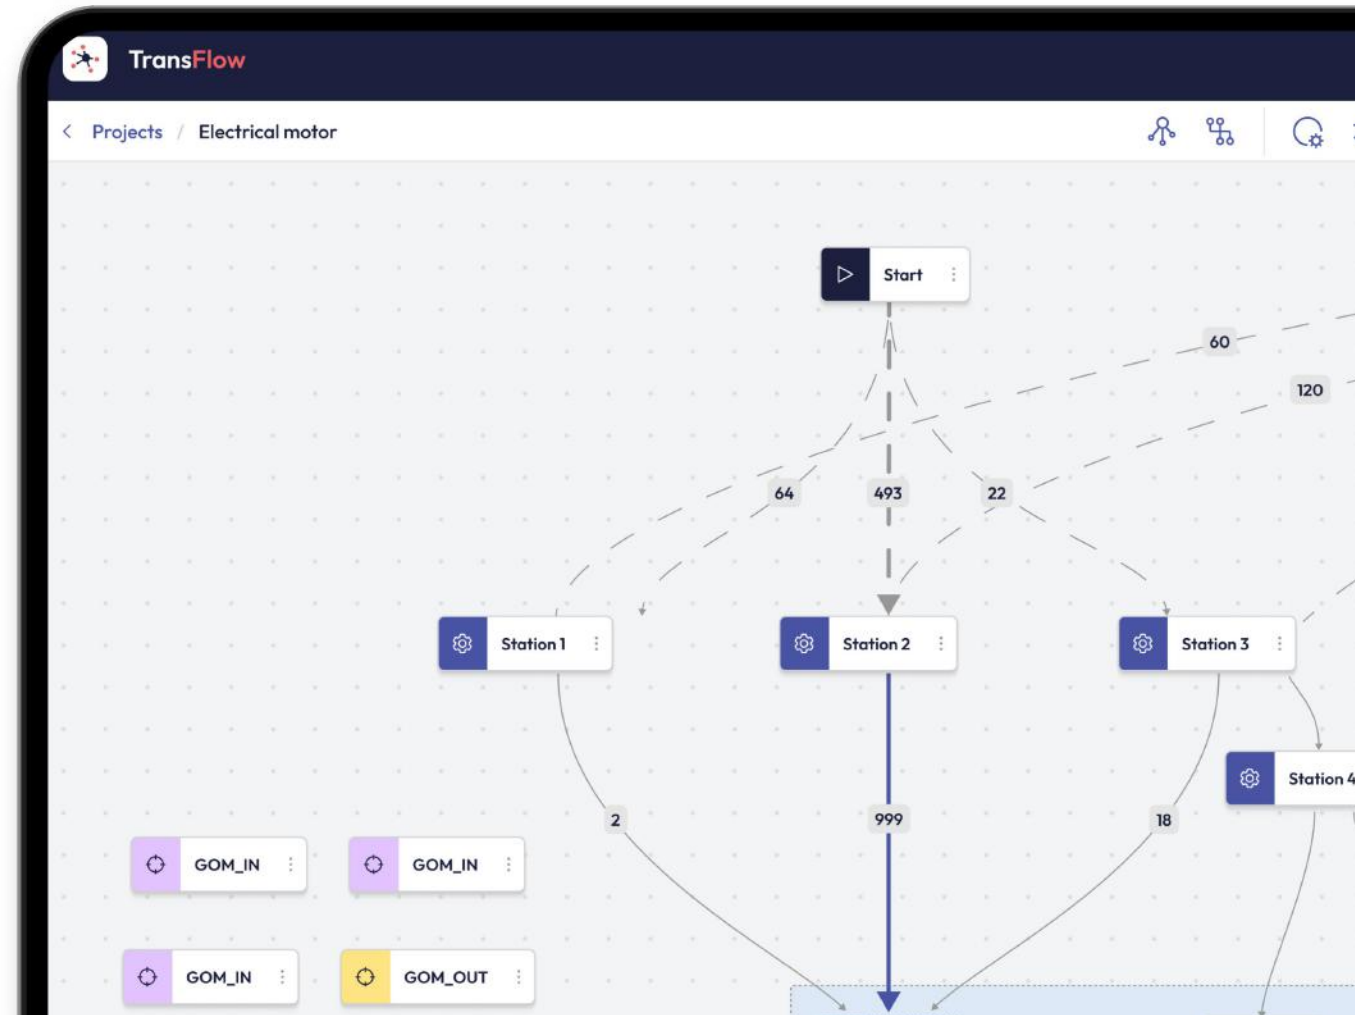 TransFlow
Projects / Electrical motor
Start
60
120
64
493
22
Station 1
Station 2
Station 3
Station 4
2
999
18
GOM_IN
GOM_IN
GOM_IN
GOM_OUT